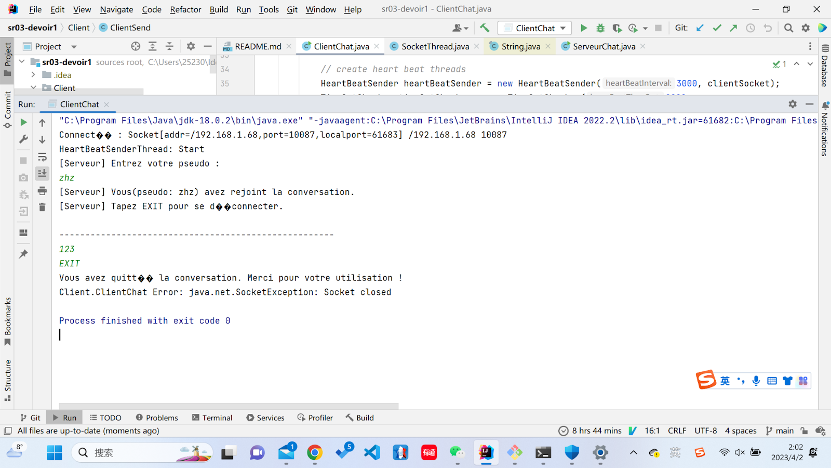 File Edit View Navigate Code Refactor Build Run Tools Git Window Help sr03-devoir1 - ClientChat.java
sr03-devoir1 Client ClientSend ClientChat Git:
Project README.md ClientChat.java SocketThread.java String.java ServeurChat.java
sr03-devoir1 sources root, C:\Users\25230\Id
.idea
Client
34 // create heart beat threads 1
35 HeartBeatSender heartBeatSender = new HeartBeatSender( heartBeatInterval: 3000, clientSocket);
Run: ClientChat
"C:\Program Files\Java\jdk-18.0.2\bin\java.exe" "-javaagent:C:\Program Files\JetBrains\IntelliJ IDEA 2022.2\lib\idea_rt.jar=61682:C:\Program Files
Connect�� : Socket[addr=/192.168.1.68,port=10087,localport=61683] /192.168.1.68 10087
HeartBeatSenderThread: Start
[Serveur] Entrez votre pseudo :
zhz
[Serveur] Vous(pseudo: zhz) avez rejoint la conversation.
[Serveur] Tapez EXIT pour se d��connecter.
-----------------------------------------------------
123
EXIT
Vous avez quitt�� la conversation. Merci pour votre utilisation !
Client.ClientChat Error: java.net.SocketException: Socket closed
Process finished with exit code 0
Project
Commit
Bookmarks
Structure
Database
Notifications
英
Git Run TODO Problems Terminal Services Profiler Build
All files are up-to-date (moments ago) 8 hrs 44 mins 16:1 CRLF UTF-8 4 spaces main
8° 搜索 1 5 2:02
2023/4/2